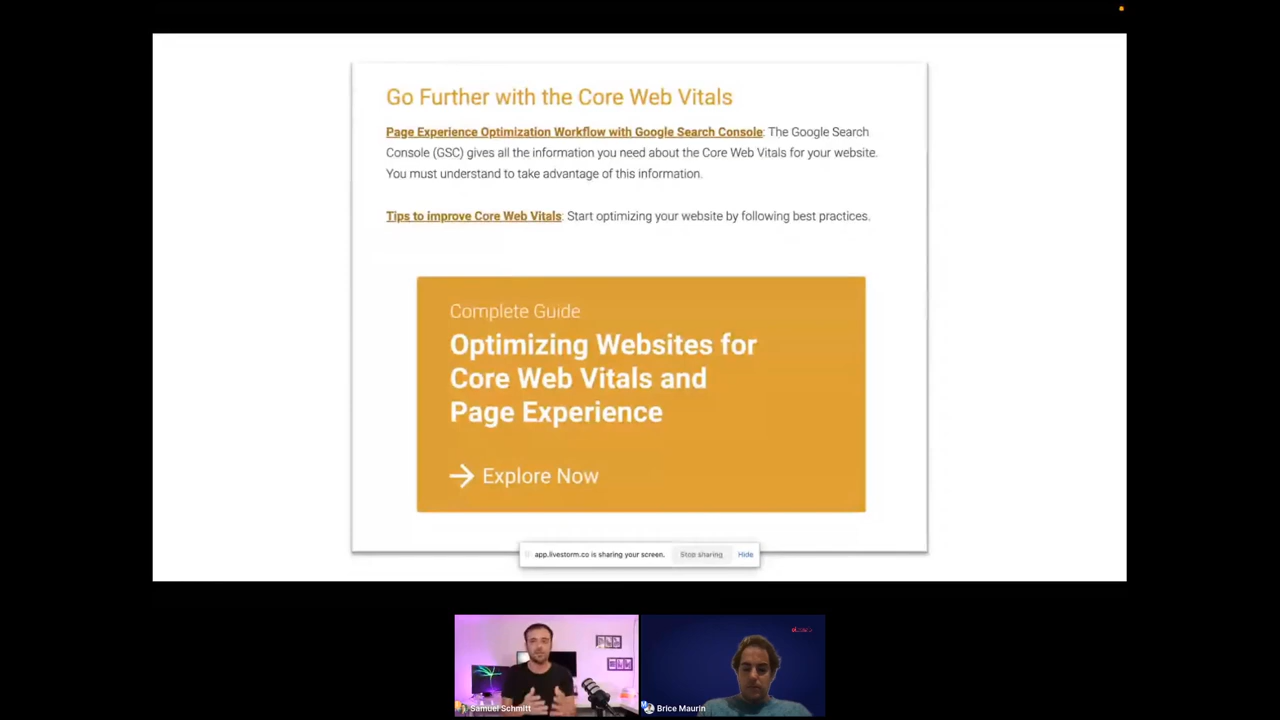 Go Further with the Core Web Vitals
Page Experience Optimization Workflow with Google Search Console: The Google Search
Console (GSC) gives all the information you need about the Core Web Vitals for your website.
You must understand to take advantage of this information.
Tips to improve Core Web Vitals: Start optimizing your website by following best practices.
Complete Guide
Optimizing Websites for
Core Web Vitals and
Page Experience
→ Explore Now
app.livestorm.co is sharing your screen. Stop sharing Hide
Samuel Schmitt
Brice Maurin